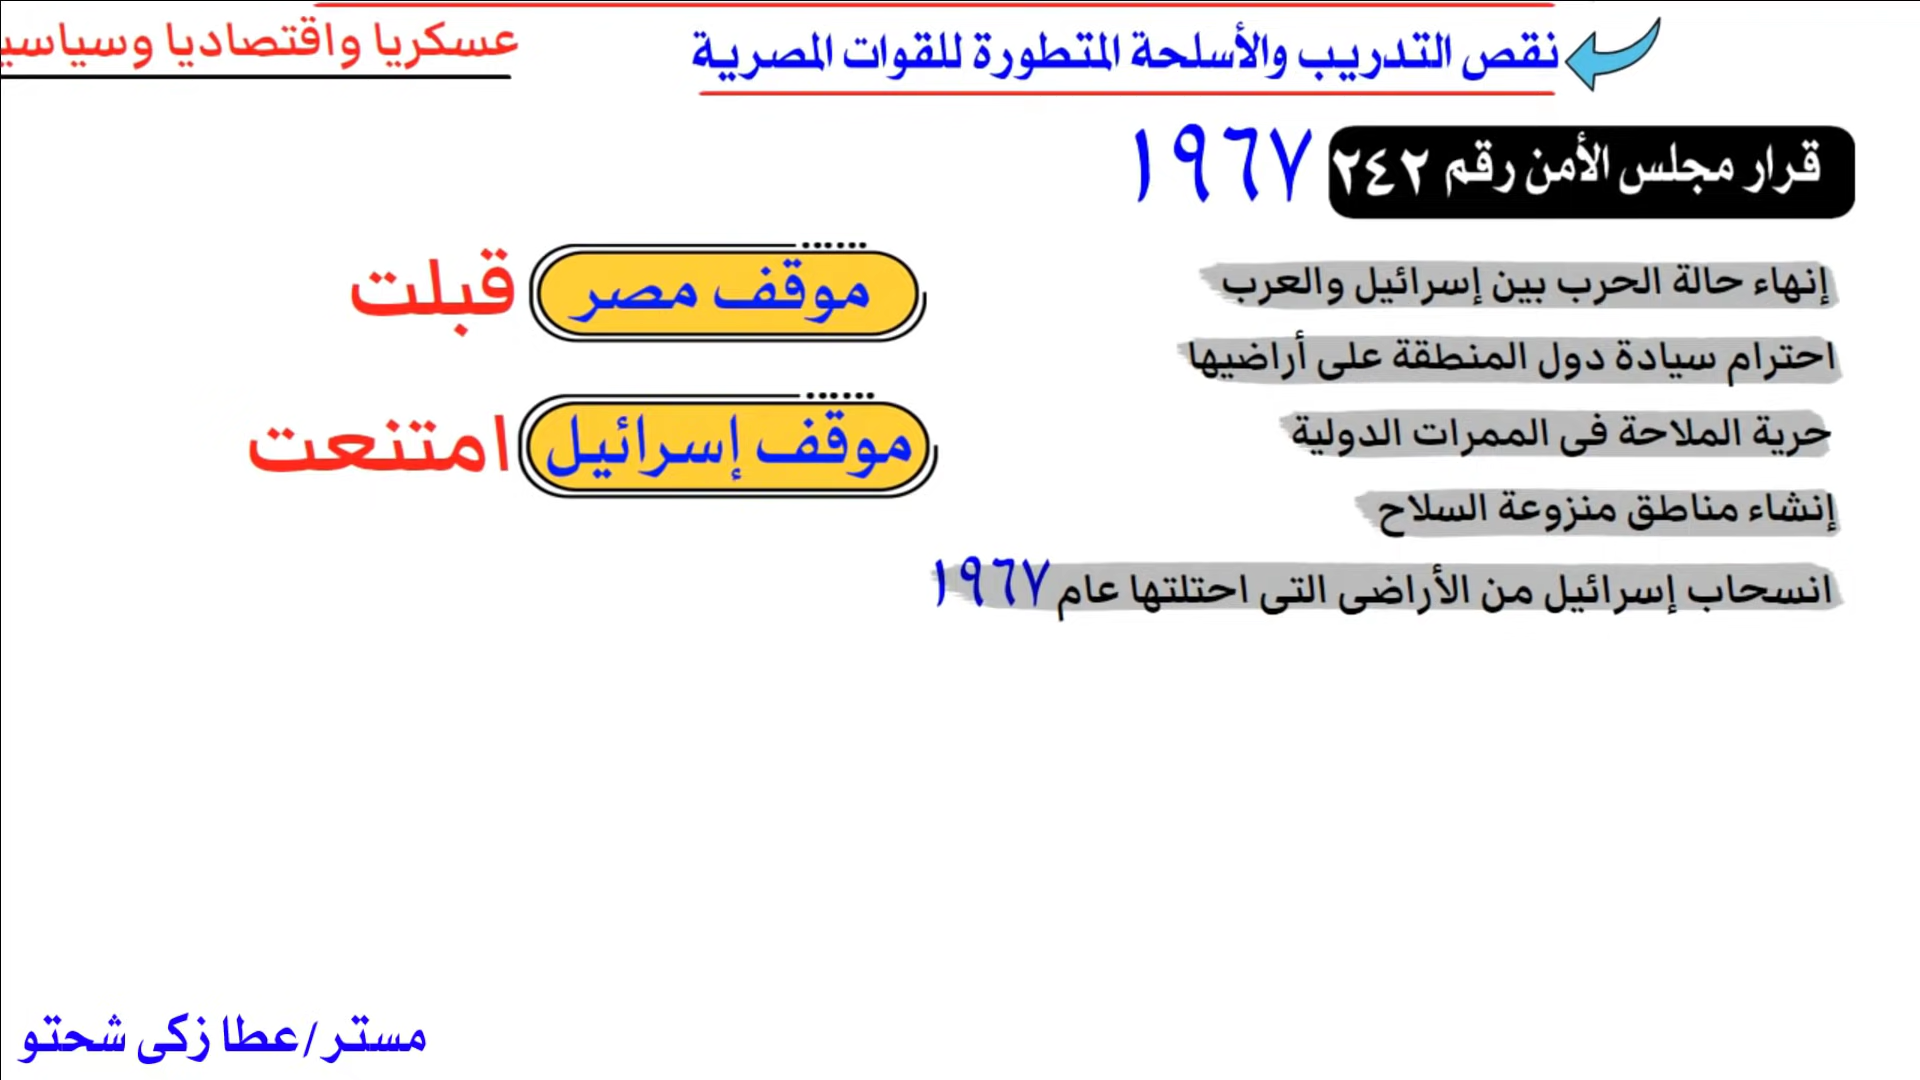 نقص التدريب والأسلحة المتطورة للقوات المصرية
عسكريا واقتصاديا وسياسي
قرار مجلس الأمن رقم ٢٤٢ ١٩٦٧
إنهاء حالة الحرب بين إسرائيل والعرب
احترام سيادة دول المنطقة على أراضيها
حرية الملاحة فى الممرات الدولية
إنشاء مناطق منزوعة السلاح
انسحاب إسرائيل من الأراضى التى احتلتها عام ١٩٦٧
موقف مصر قبلت
موقف إسرائيل امتنعت
مستر/عطا زكى شحتو